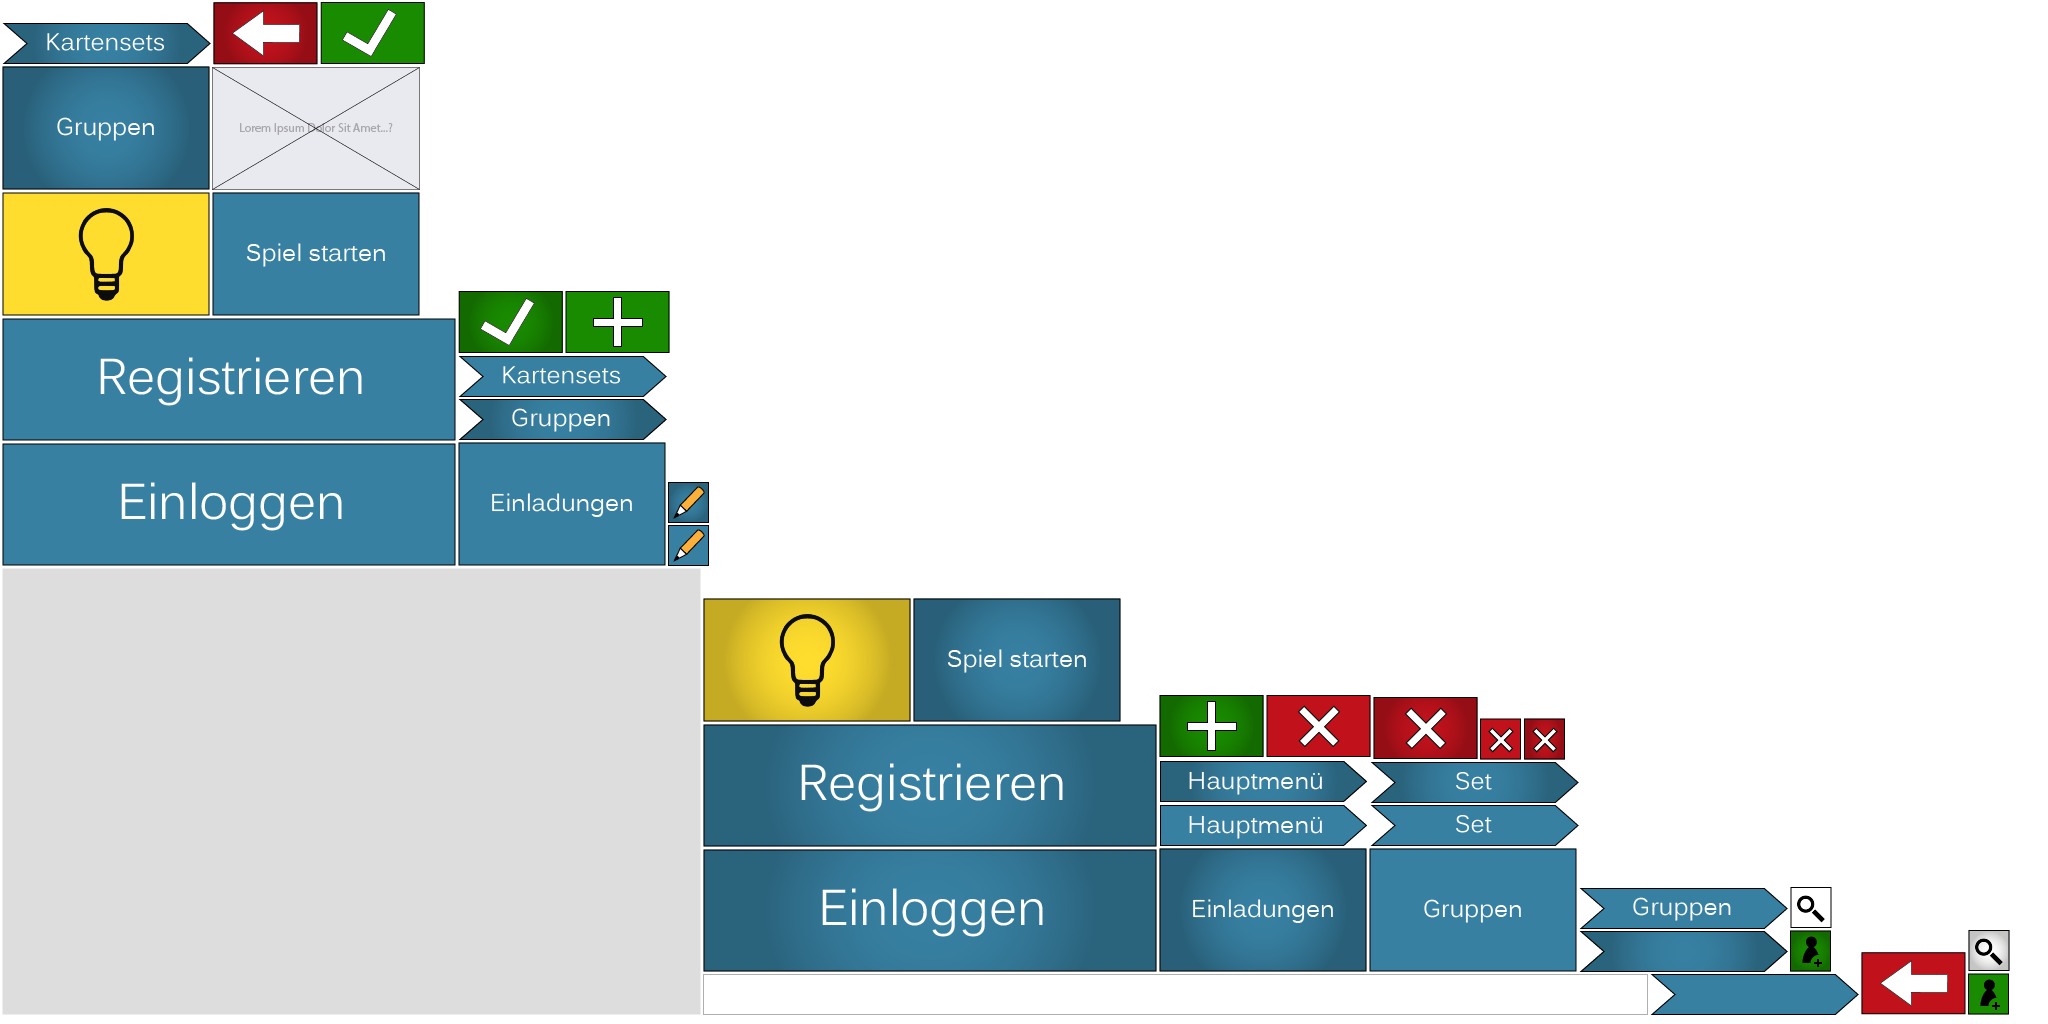 Kartensets
Gruppen
Lorem Ipsum Dolor Sit Amet...?
Spiel starten
Registrieren
Kartensets
Gruppen
Einloggen
Einladungen
Spiel starten
Registrieren
Hauptmenü
Set
Hauptmenü
Set
Einloggen
Einladungen
Gruppen
Gruppen